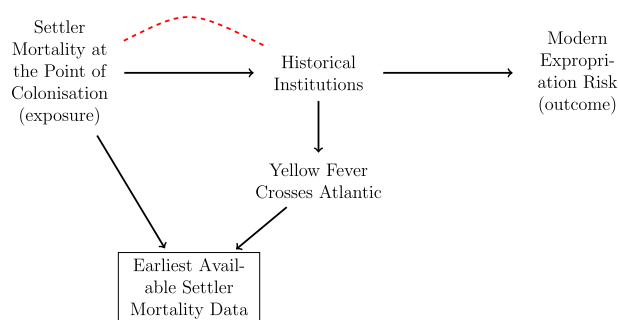 Settler
Mortality at
the Point of
Colonisation
(exposure)
Historical
Institutions
Modern
Expropri-
ation Risk
(outcome)
Yellow Fever
Crosses Atlantic
Earliest Avail-
able Settler
Mortality Data